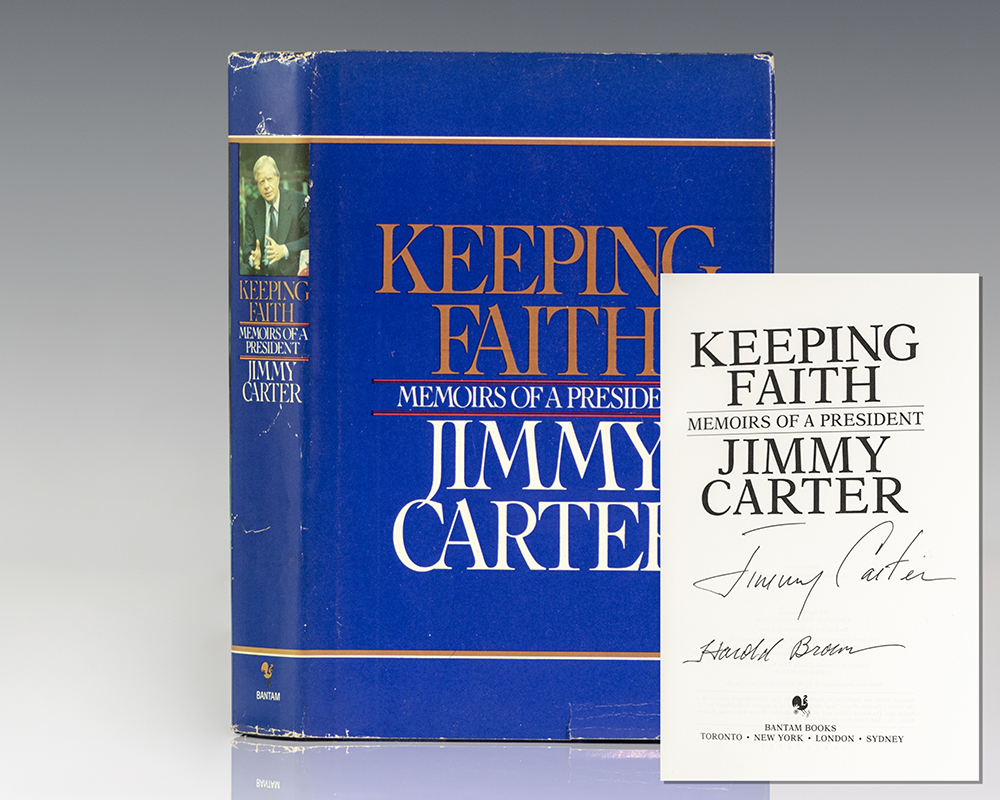 KEEPING
FAITH
MEMOIRS OF A
PRESIDENT
JIMMY
CARTER
BANTAM
KEEPING
FAITH
MEMOIRS OF A PRESIDE
JIMMY
CARTER
KEEPING
FAITH
MEMOIRS OF A PRESIDENT
JIMMY
CARTER
Jimmy Carter
Harold Brown
BANTAM BOOKS
TORONTO • NEW YORK • LONDON • SYDNEY